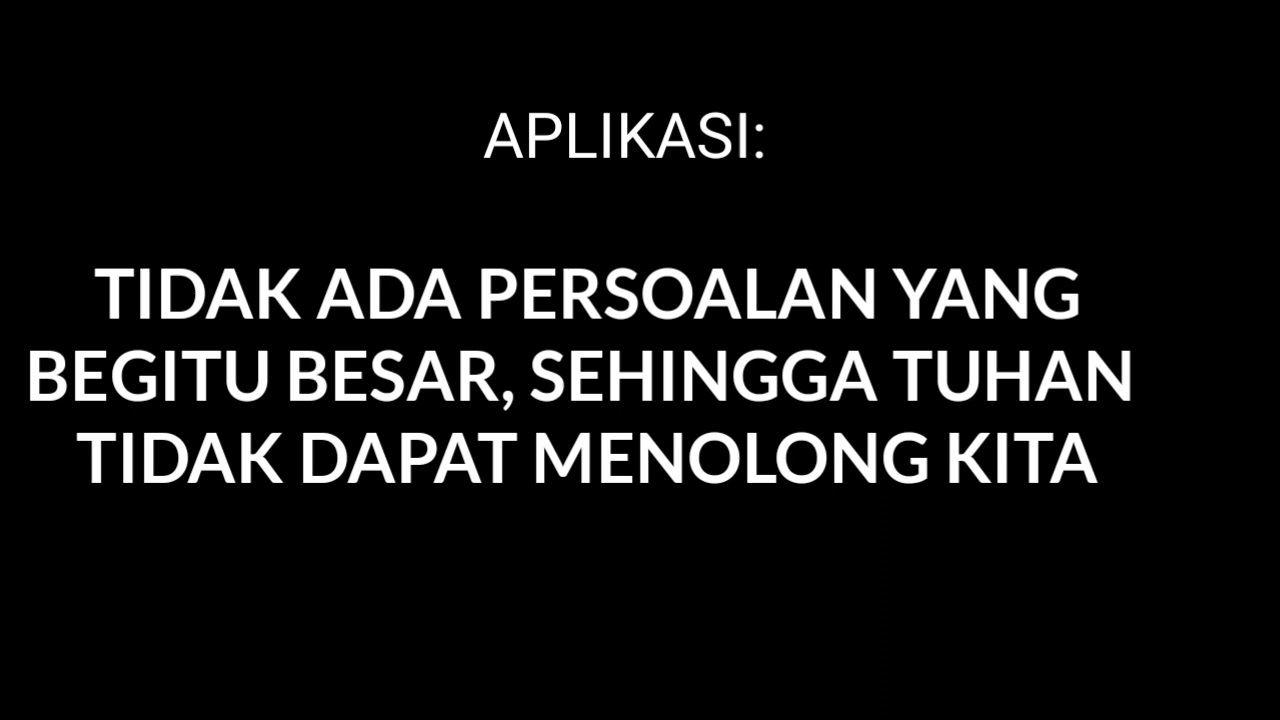 APLIKASI:
TIDAK ADA PERSOALAN YANG
BEGITU BESAR, SEHINGGA TUHAN
TIDAK DAPAT MENOLONG KITA